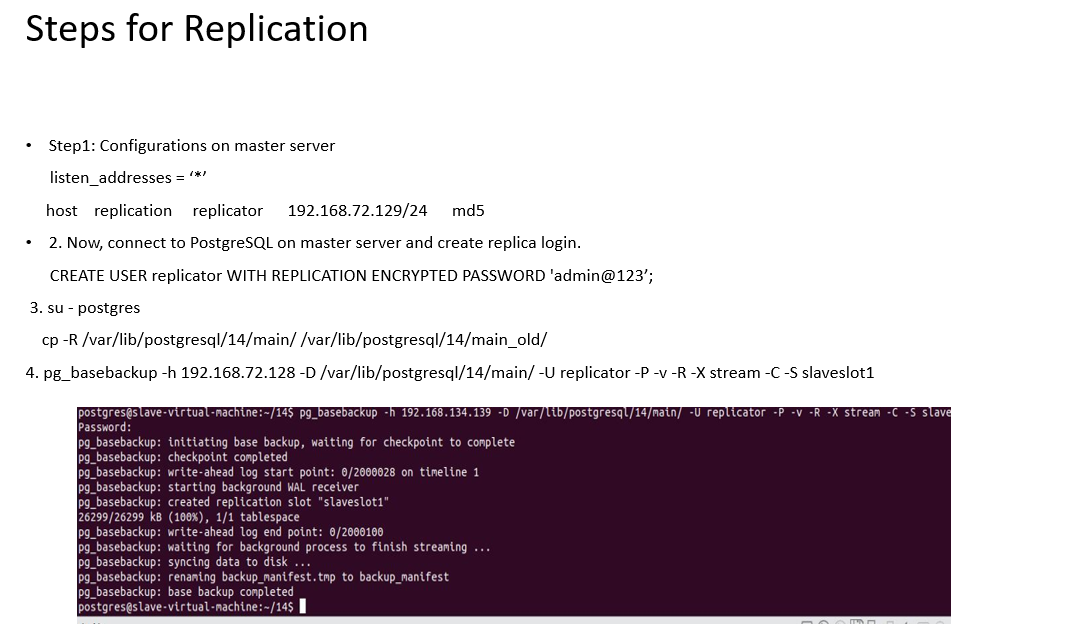 Steps for Replication
• Step1: Configurations on master server
listen_addresses = ‘*’
host replication replicator 192.168.72.129/24 md5
• 2. Now, connect to PostgreSQL on master server and create replica login.
CREATE USER replicator WITH REPLICATION ENCRYPTED PASSWORD 'admin@123’;
3. su - postgres
cp -R /var/lib/postgresql/14/main/ /var/lib/postgresql/14/main_old/
4. pg_basebackup -h 192.168.72.128 -D /var/lib/postgresql/14/main/ -U replicator -P -v -R -X stream -C -S slaveslot1
postgres@slave-virtual-machine:~/14$ pg_basebackup -h 192.168.134.139 -D /var/lib/postgresql/14/main/ -U replicator -P -v -R -X stream -C -S slave
Password:
pg_basebackup: initiating base backup, waiting for checkpoint to complete
pg_basebackup: checkpoint completed
pg_basebackup: write-ahead log start point: 0/2000028 on timeline 1
pg_basebackup: starting background WAL receiver
pg_basebackup: created replication slot "slaveslot1"
26299/26299 kB (100%), 1/1 tablespace
pg_basebackup: write-ahead log end point: 0/2000100
pg_basebackup: waiting for background process to finish streaming ...
pg_basebackup: syncing data to disk ...
pg_basebackup: renaming backup_manifest.tmp to backup_manifest
pg_basebackup: base backup completed
postgres@slave-virtual-machine:~/14$